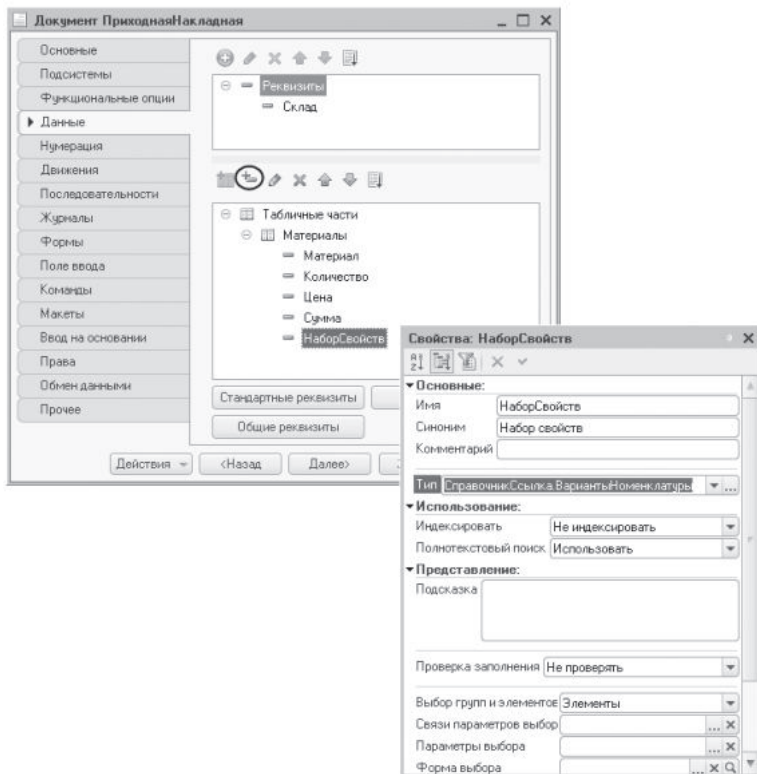 Документ ПриходнаяНакладная
Основные
Подсистемы
Функциональные опции
Данные
Нумерация
Движения
Последовательности
Журналы
Формы
Поле ввода
Команды
Макеты
Ввод на основании
Права
Обмен данными
Прочее
Реквизиты
Склад
Табличные части
Материалы
Материал
Количество
Цена
Сумма
НаборСвойств
Стандартные реквизиты
Общие реквизиты
Действия
<Назад
Далее>
Свойства: НаборСвойств
Основные:
Имя НаборСвойств
Синоним Набор свойств
Комментарий
Тип СправочникСсылка.ВариантыНоменклатуры
Использование:
Индексировать Не индексировать
Полнотекстовый поиск Использовать
Представление:
Подсказка
Проверка заполнения Не проверять
Выбор групп и элементов Элементы
Связи параметров выбор
Параметры выбора
Форма выбора